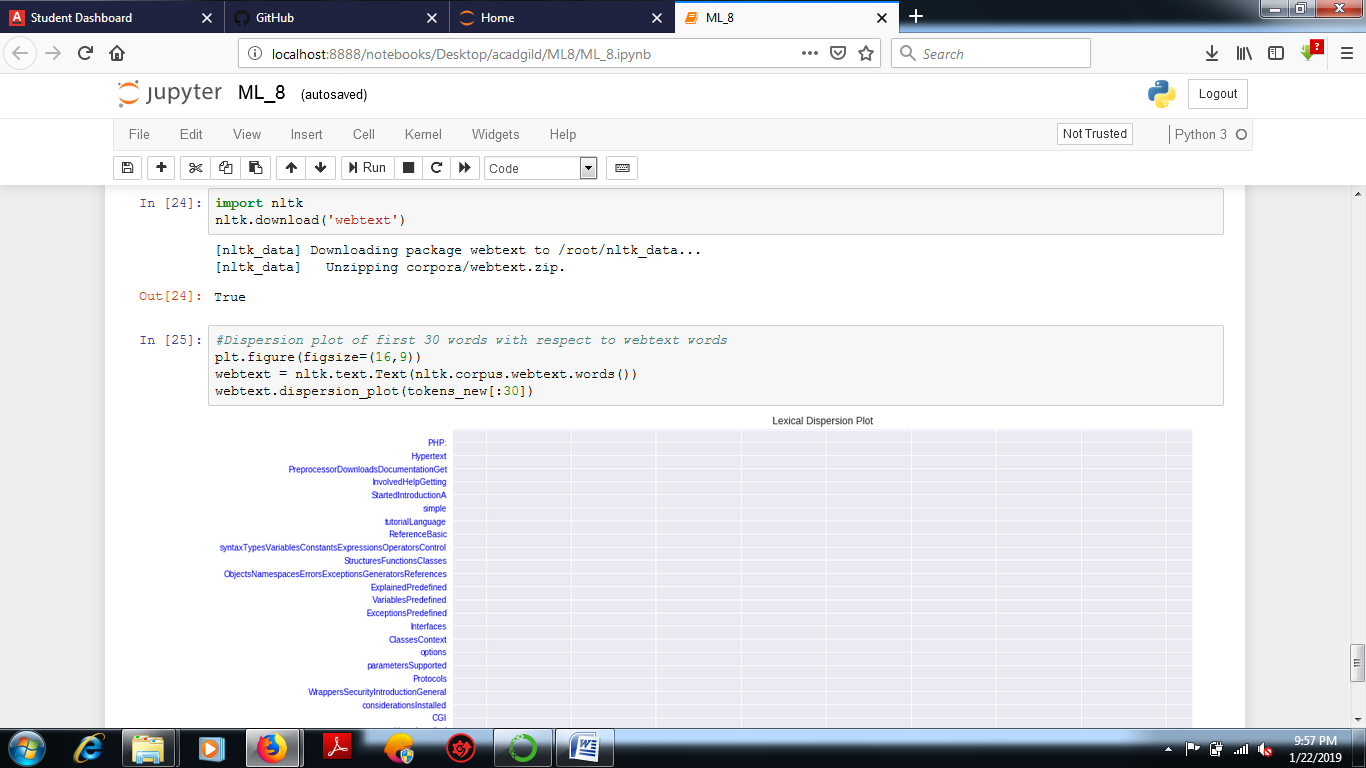 Student Dashboard
GitHub
Home
ML_8
localhost:8888/notebooks/Desktop/acadgild/ML8/ML_8.ipynb
Search
?
jupyter ML_8 (autosaved)
Logout
File Edit View Insert Cell Kernel Widgets Help
Not Trusted
Python 3
Run
Code
In [24]: import nltk
nltk.download('webtext')
[nltk_data] Downloading package webtext to /root/nltk_data...
[nltk_data]   Unzipping corpora/webtext.zip.
Out[24]: True
In [25]: #Dispersion plot of first 30 words with respect to webtext words
plt.figure(figsize=(16,9))
webtext = nltk.text.Text(nltk.corpus.webtext.words())
webtext.dispersion_plot(tokens_new[:30])
Lexical Dispersion Plot
PHP:
Hypertext
PreprocessorDownloadsDocumentationGet
InvolvedHelpGetting
StartedIntroductionA
simple
tutorialLanguage
ReferenceBasic
syntaxTypesVariablesConstantsExpressionsOperatorsControl
StructuresFunctionsClasses
ObjectsNamespacesErrorsExceptionsGeneratorsReferences
ExplainedPredefined
VariablesPredefined
ExceptionsPredefined
Interfaces
ClassesContext
options
parametersSupported
Protocols
WrappersSecurityIntroductionGeneral
considerationsInstalled
CGI
9:57 PM
1/22/2019